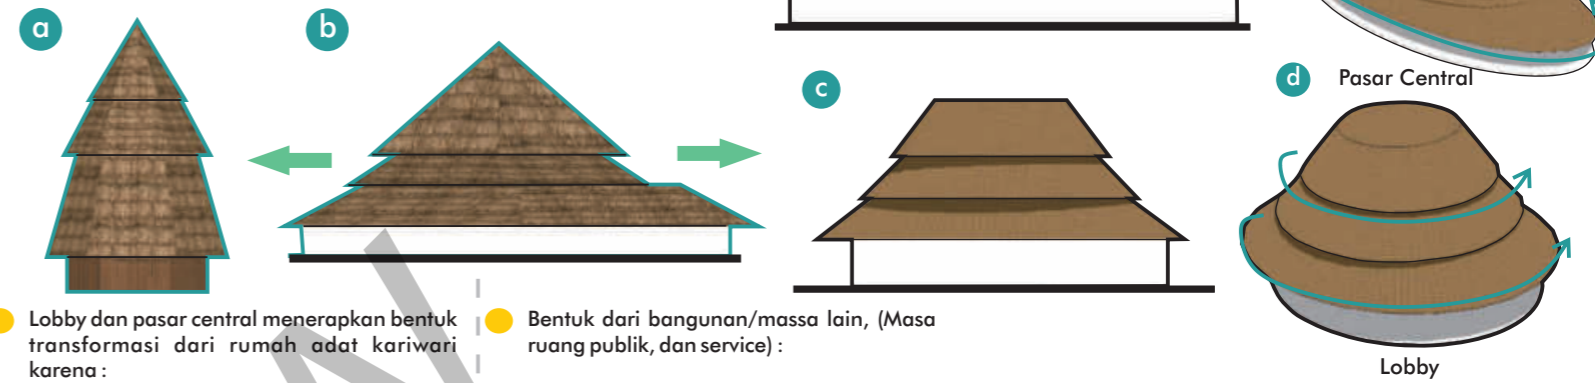 a
b
c
d
Pasar Central
Lobby
Lobby dan pasar central menerapkan bentuk
transformasi dari rumah adat kariwari
karena :
Bentuk dari bangunan/massa lain, (Masa
ruang publik, dan service) :